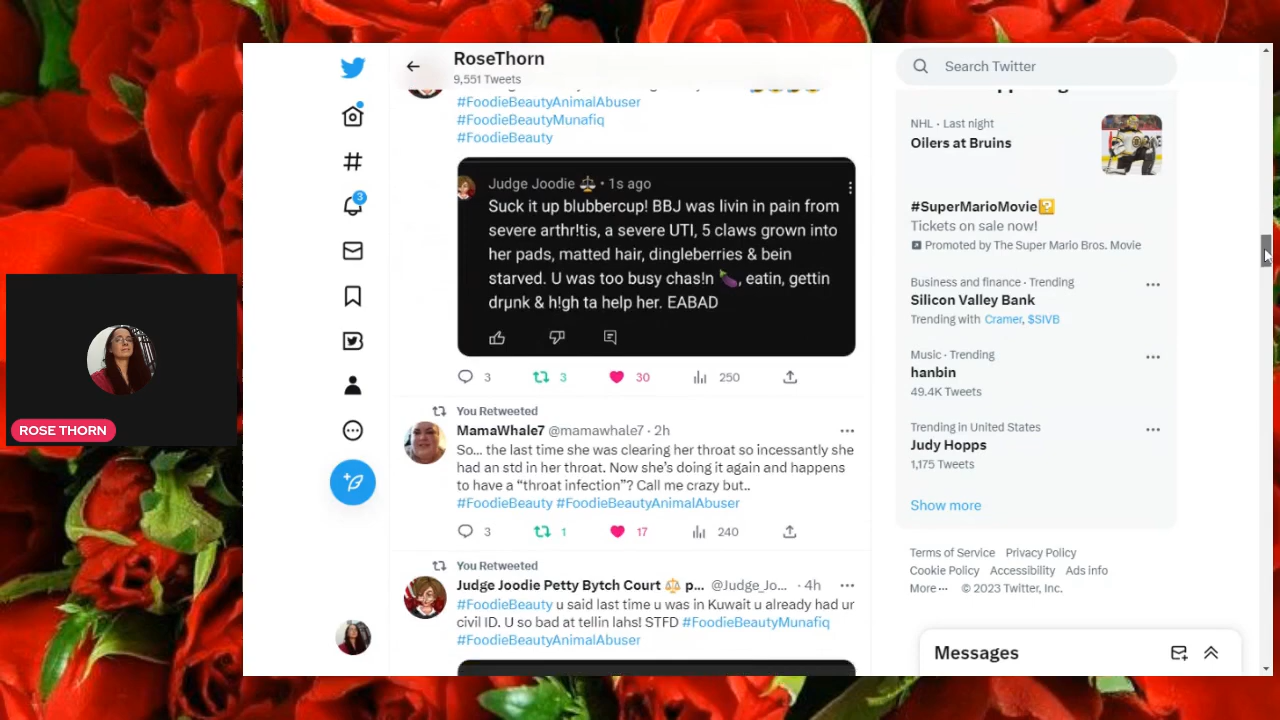 RoseThorn
9,551 Tweets
#FoodieBeautyAnimalAbuser
#FoodieBeautyMunafiq
#FoodieBeauty
Judge Joodie ⚖️ · 1s ago
Suck it up blubbercup! BBJ was livin in pain from
severe arthr!tis, a severe UTI, 5 claws grown into
her pads, matted hair, dingleberries & bein
starved. U was too busy chas!n 🍆, eatin, gettin
drµnk & h!gh ta help her. EABAD
3
3
30
250
You Retweeted
MamaWhale7 @mamawhale7 · 2h
So... the last time she was clearing her throat so incessantly she
had an std in her throat. Now she's doing it again and happens
to have a “throat infection”? Call me crazy but..
#FoodieBeauty #FoodieBeautyAnimalAbuser
3
1
17
240
You Retweeted
Judge Joodie Petty Bytch Court ⚖️ p... @Judge_Jo... · 4h
#FoodieBeauty u said last time u was in Kuwait u already had ur
civil ID. U so bad at tellin lahs! STFD #FoodieBeautyMunafiq
#FoodieBeautyAnimalAbuser
3
ROSE THORN
Search Twitter
NHL · Last night
Oilers at Bruins
#SuperMarioMovie
Tickets on sale now!
Promoted by The Super Mario Bros. Movie
Business and finance · Trending
Silicon Valley Bank
Trending with Cramer, $SIVB
Music · Trending
hanbin
49.4K Tweets
Trending in United States
Judy Hopps
1,175 Tweets
Show more
Terms of Service Privacy Policy
Cookie Policy Accessibility Ads info
More ··· © 2023 Twitter, Inc.
Messages